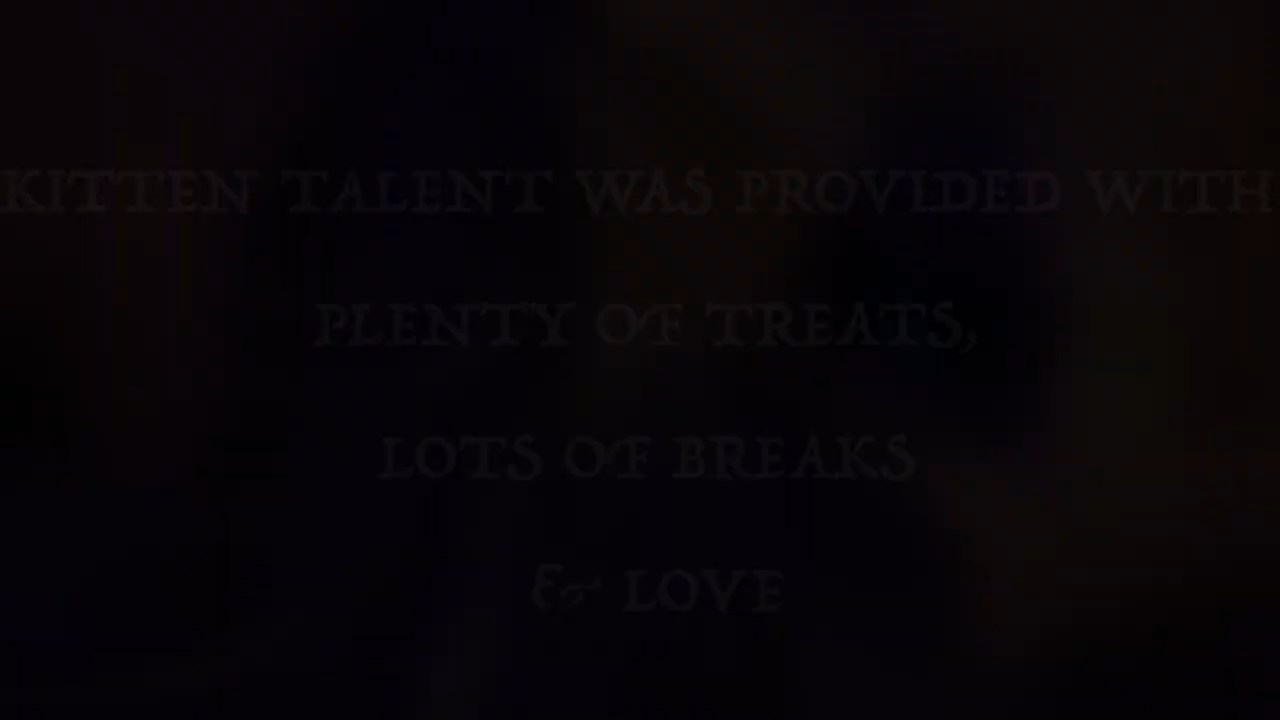 KITTEN TALENT WAS PROVIDED WITH
PLENTY OF TREATS,
LOTS OF BREAKS
& LOVE